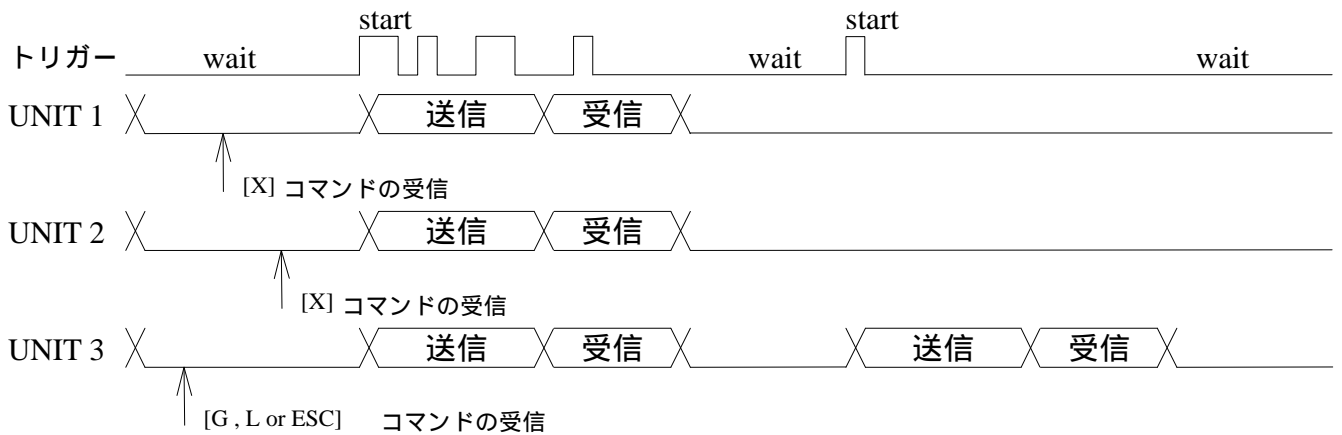 start start
トリガー wait wait wait
UNIT 1 送信 受信
[X] コマンドの受信
UNIT 2 送信 受信
[X] コマンドの受信
UNIT 3 送信 受信 送信 受信
[G , L or ESC] コマンドの受信